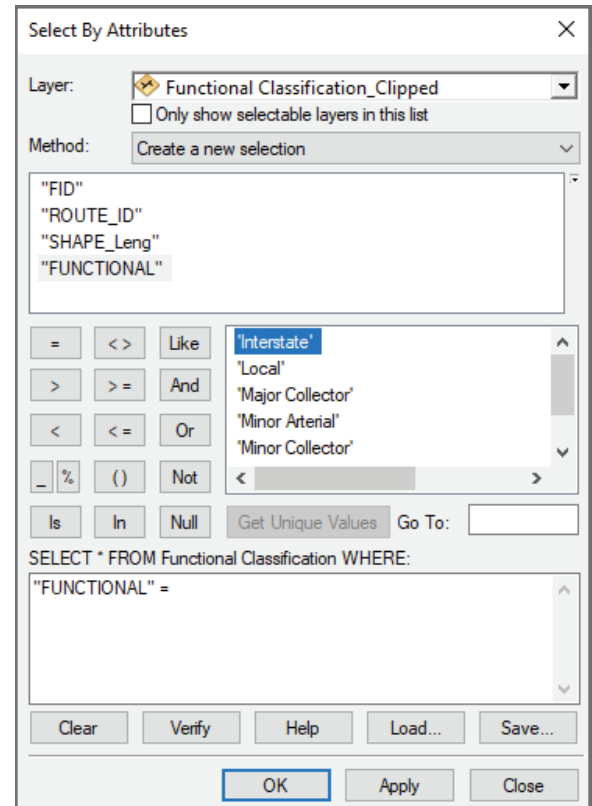 Select By Attributes
Layer: Functional Classification_Clipped
Only show selectable layers in this list
Method: Create a new selection
"FID"
"ROUTE_ID"
"SHAPE_Leng"
"FUNCTIONAL"
= < > Like 'Interstate'
'Local'
> > = And 'Major Collector'
'Minor Arterial'
< < = Or 'Minor Collector'
_ % ( ) Not
Is In Null Get Unique Values Go To:
SELECT * FROM Functional Classification WHERE:
"FUNCTIONAL" =
Clear Verify Help Load... Save...
OK Apply Close